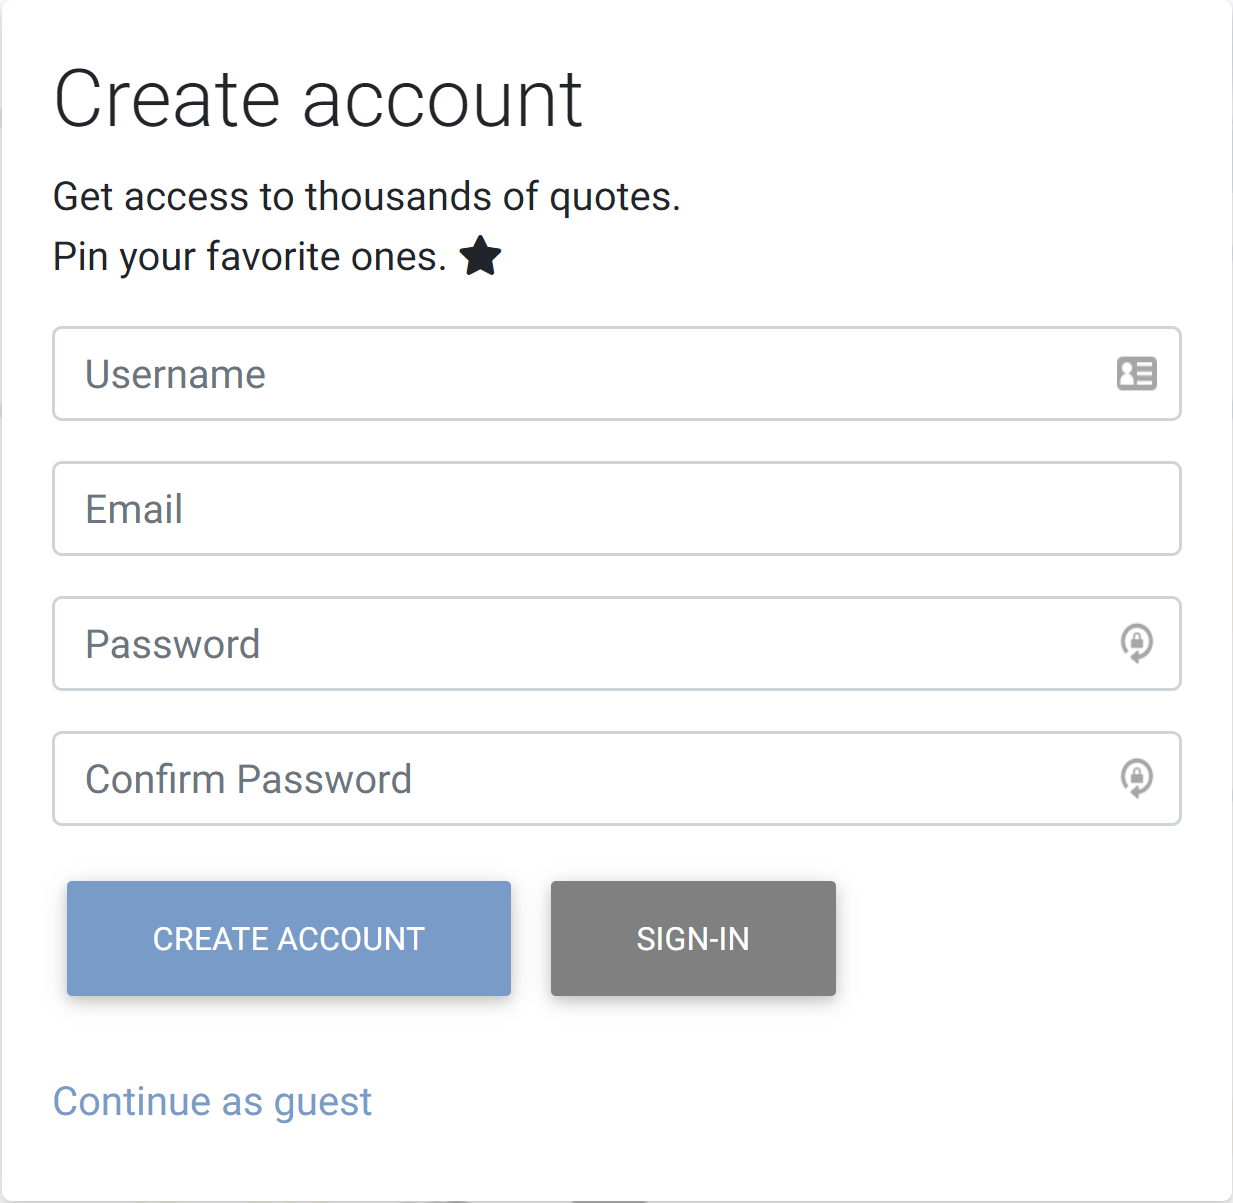 Create account
Get access to thousands of quotes.
Pin your favorite ones.
Username
Email
Password
Confirm Password
CREATE ACCOUNT
SIGN-IN
Continue as guest